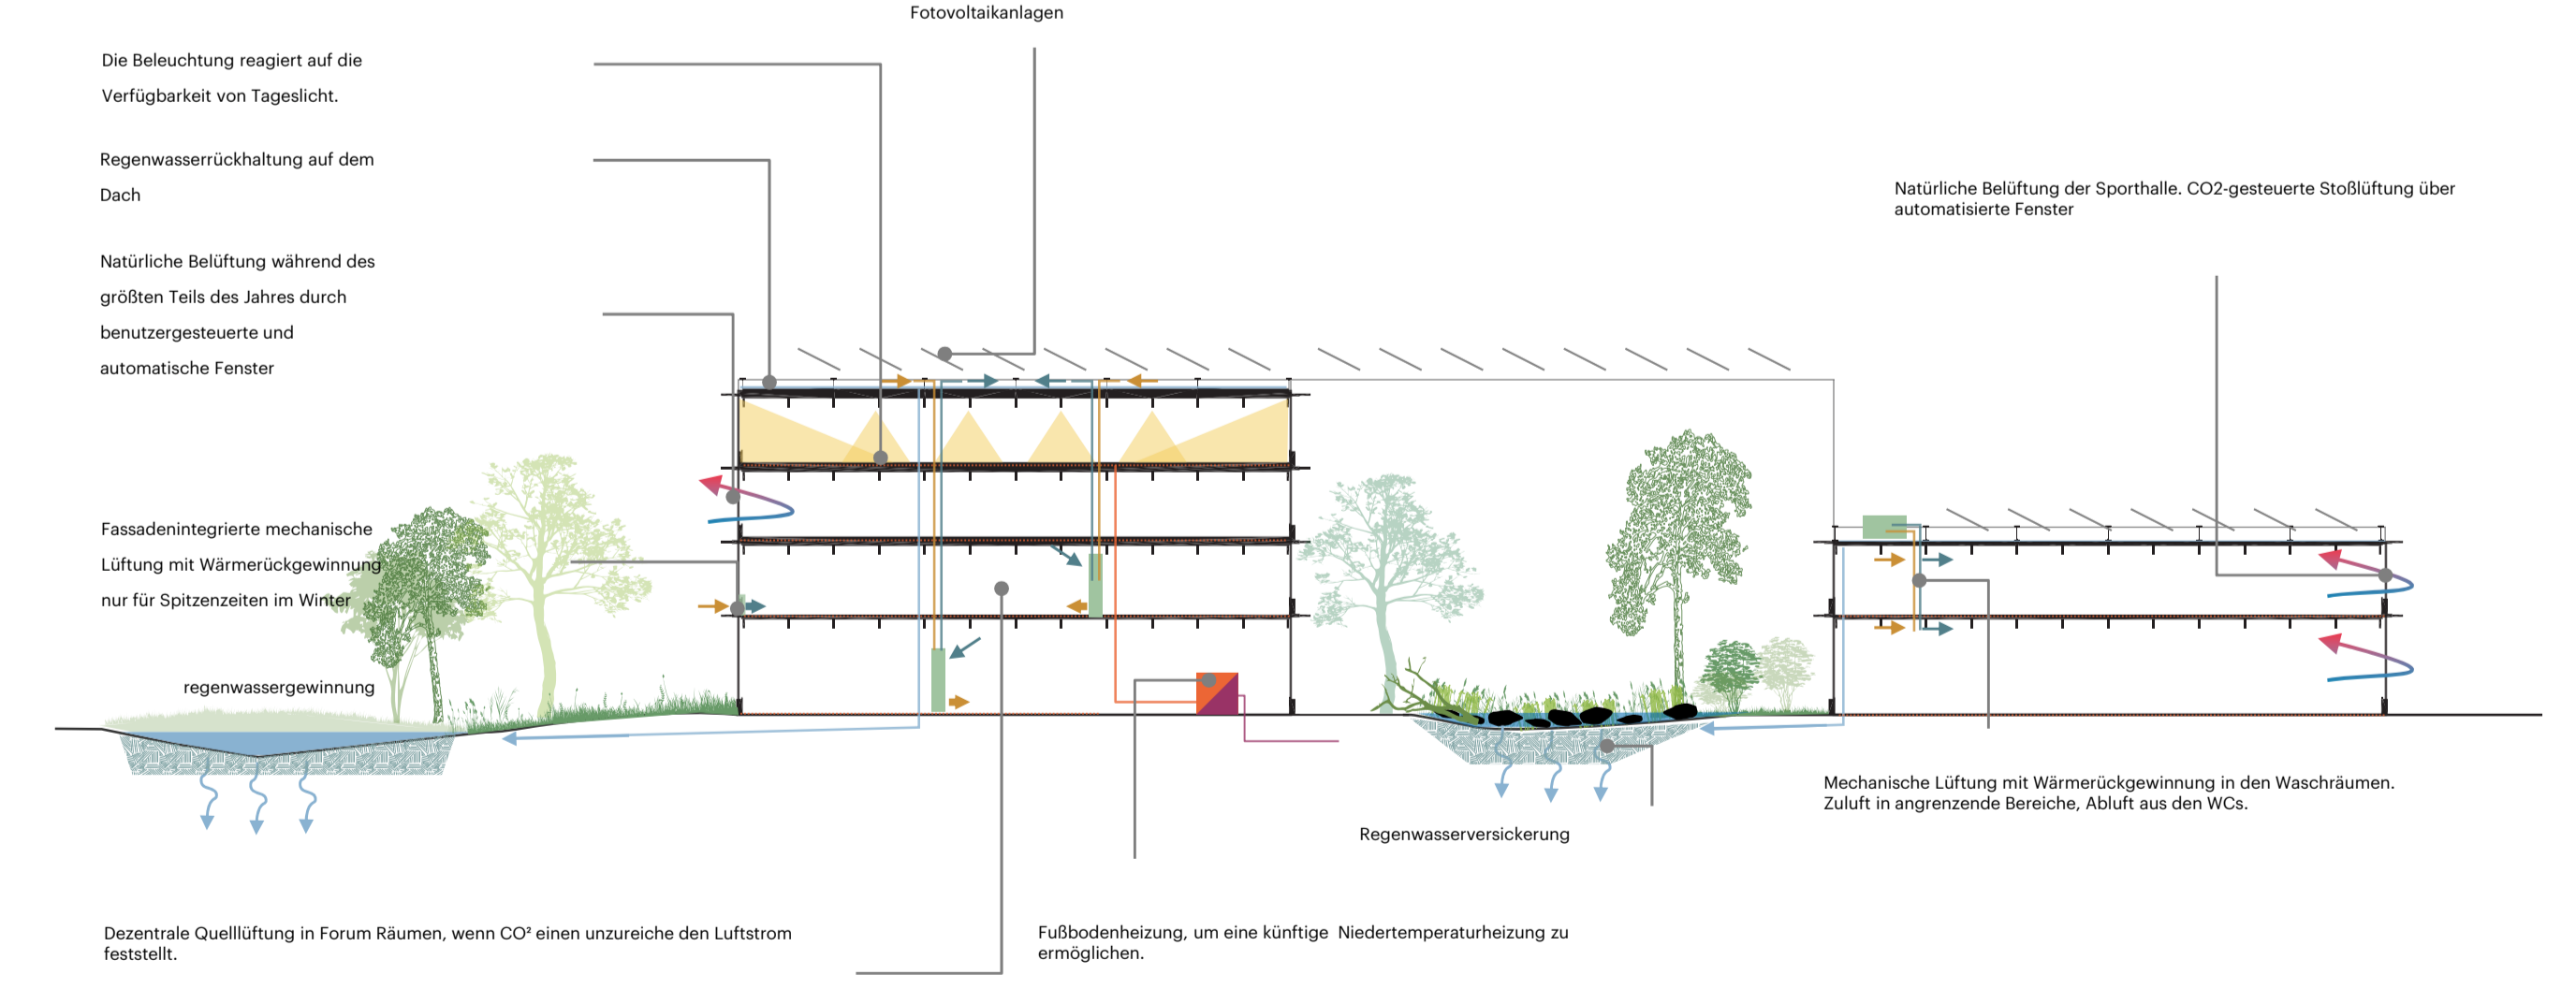 Fotovoltaikanlagen
Die Beleuchtung reagiert auf die
Verfügbarkeit von Tageslicht.
Regenwasserrückhaltung auf dem
Dach
Natürliche Belüftung der Sporthalle. CO2-gesteuerte Stoßlüftung über
automatisierte Fenster
Natürliche Belüftung während des
größten Teils des Jahres durch
benutzergesteuerte und
automatische Fenster
Fassadenintegrierte mechanische
Lüftung mit Wärmerückgewinnung
nur für Spitzenzeiten im Winter
regenwassergewinnung
Mechanische Lüftung mit Wärmerückgewinnung in den Waschräumen.
Zuluft in angrenzende Bereiche, Abluft aus den WCs.
Regenwasserversickerung
Dezentrale Quelllüftung in Forum Räumen, wenn CO² einen unzureiche den Luftstrom
feststellt.
Fußbodenheizung, um eine künftige  Niedertemperaturheizung zu
ermöglichen.